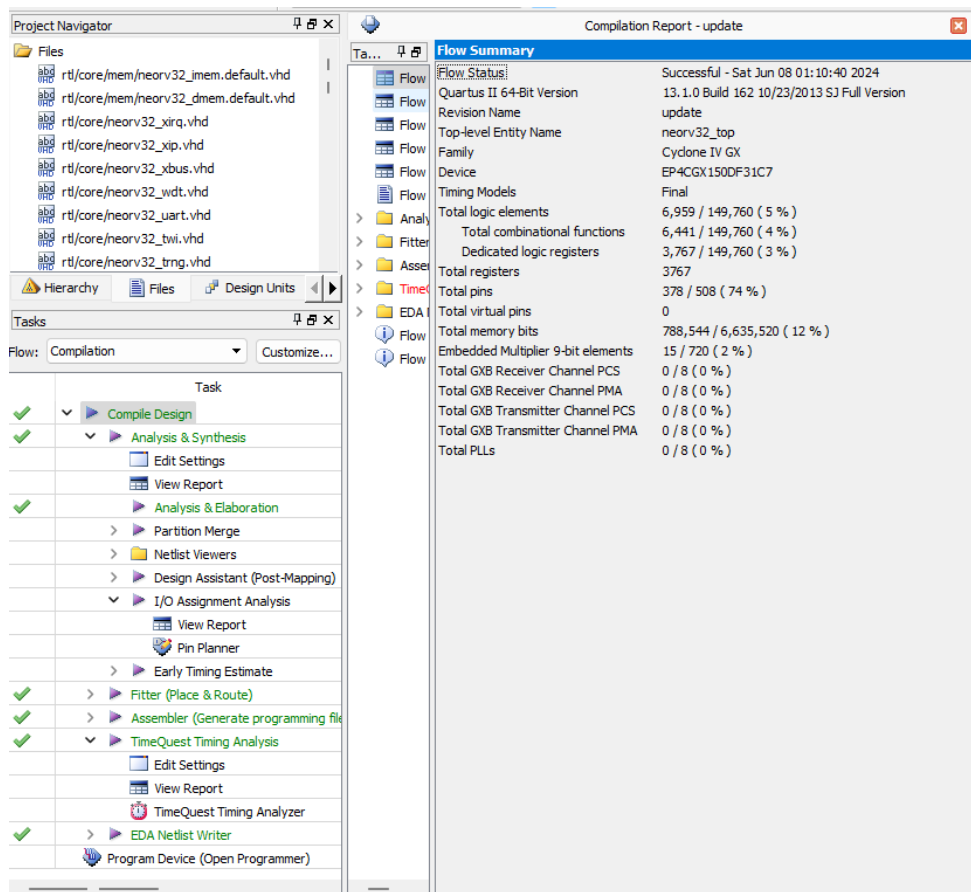 Project Navigator
Files
rtl/core/mem/neorv32_imem.default.vhd
rtl/core/mem/neorv32_dmem.default.vhd
rtl/core/neorv32_xirq.vhd
rtl/core/neorv32_xip.vhd
rtl/core/neorv32_xbus.vhd
rtl/core/neorv32_wdt.vhd
rtl/core/neorv32_uart.vhd
rtl/core/neorv32_twi.vhd
rtl/core/neorv32_trng.vhd
Hierarchy Files Design Units
Tasks
Flow: Compilation Customize...
Task
Compile Design
Analysis & Synthesis
Edit Settings
View Report
Analysis & Elaboration
Partition Merge
Netlist Viewers
Design Assistant (Post-Mapping)
I/O Assignment Analysis
View Report
Pin Planner
Early Timing Estimate
Fitter (Place & Route)
Assembler (Generate programming file
TimeQuest Timing Analysis
Edit Settings
View Report
TimeQuest Timing Analyzer
EDA Netlist Writer
Program Device (Open Programmer)
Compilation Report - update
Ta...
Flow
Flow
Flow
Flow
Flow
Flow
Analy
Fitter
Asse
Time
EDA
Flow
Flow
Flow Summary
Flow Status Successful - Sat Jun 08 01:10:40 2024
Quartus II 64-Bit Version 13.1.0 Build 162 10/23/2013 SJ Full Version
Revision Name update
Top-level Entity Name neorv32_top
Family Cyclone IV GX
Device EP4CGX150DF31C7
Timing Models Final
Total logic elements 6,959 / 149,760 ( 5 % )
Total combinational functions 6,441 / 149,760 ( 4 % )
Dedicated logic registers 3,767 / 149,760 ( 3 % )
Total registers 3767
Total pins 378 / 508 ( 74 % )
Total virtual pins 0
Total memory bits 788,544 / 6,635,520 ( 12 % )
Embedded Multiplier 9-bit elements 15 / 720 ( 2 % )
Total GXB Receiver Channel PCS 0 / 8 ( 0 % )
Total GXB Receiver Channel PMA 0 / 8 ( 0 % )
Total GXB Transmitter Channel PCS 0 / 8 ( 0 % )
Total GXB Transmitter Channel PMA 0 / 8 ( 0 % )
Total PLLs 0 / 8 ( 0 % )